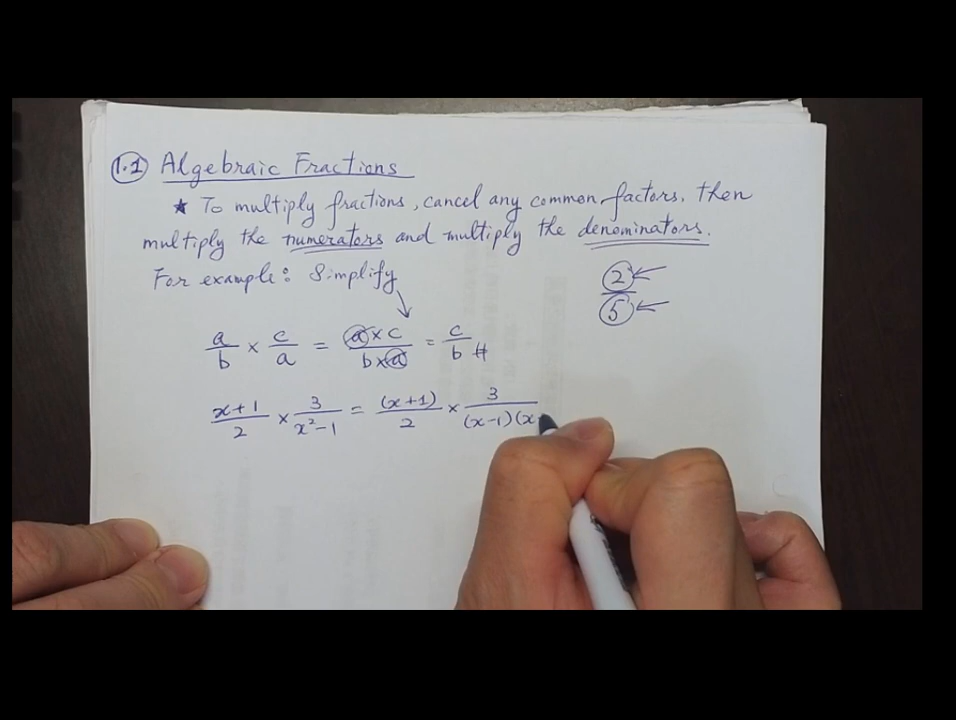 1.1 Algebraic Fractions
★ To multiply fractions, cancel any common factors. then
multiply the numerators and multiply the denominators.
For example: Simplify
2/5
a/b × c/a = a×c/b×a = c/b #
x+1/2 × 3/x²-1 = (x+1)/2 × 3/(x-1)(x